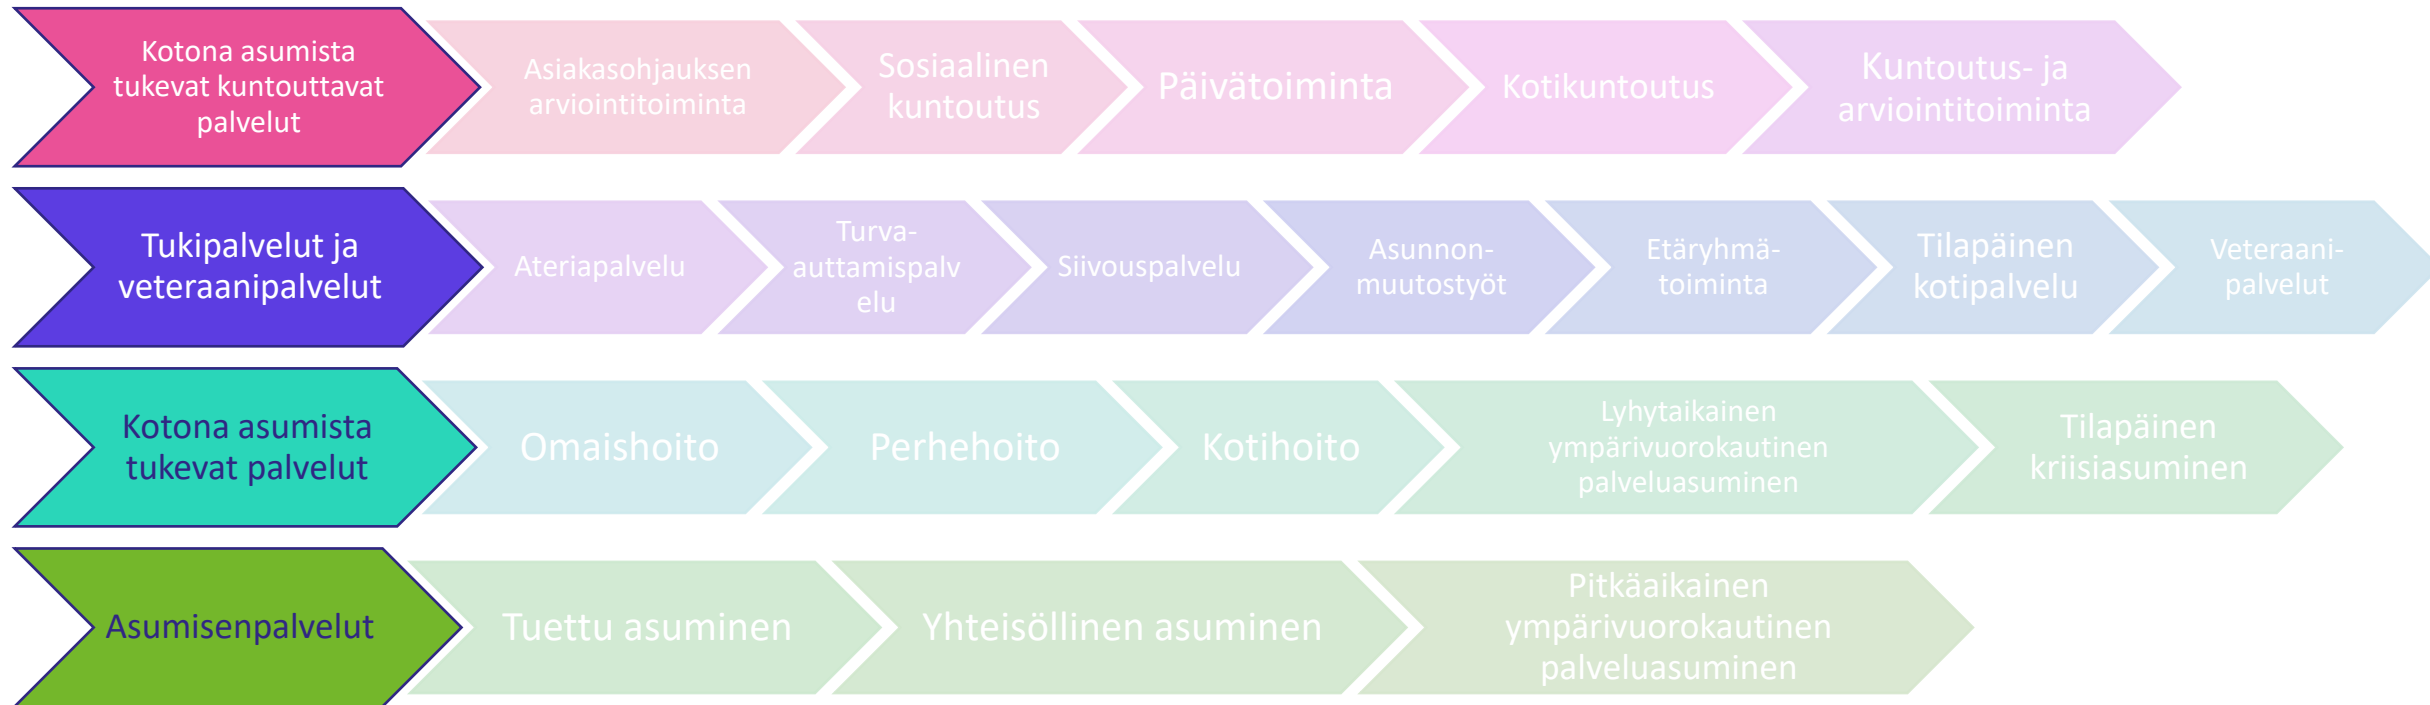 Kotona asumista
tukevat kuntouttavat
palvelut
Asiakasohjauksen
arviointitoiminta
Sosiaalinen
kuntoutus
Päivätoiminta
Kotikuntoutus
Kuntoutus- ja
arviointitoiminta
Tukipalvelut ja
veteraanipalvelut
Ateriapalvelu
Turva-
auttamispalv
elu
Siivouspalvelu
Asunnon-
muutostyöt
Etäryhmä-
toiminta
Tilapäinen
kotipalvelu
Veteraani-
palvelut
Kotona asumista
tukevat palvelut
Omaishoito
Perhehoito
Kotihoito
Lyhytaikainen
ympärivuorokautinen
palveluasuminen
Tilapäinen
kriisiasuminen
Asumisenpalvelut
Tuettu asuminen
Yhteisöllinen asuminen
Pitkäaikainen
ympärivuorokautinen
palveluasuminen